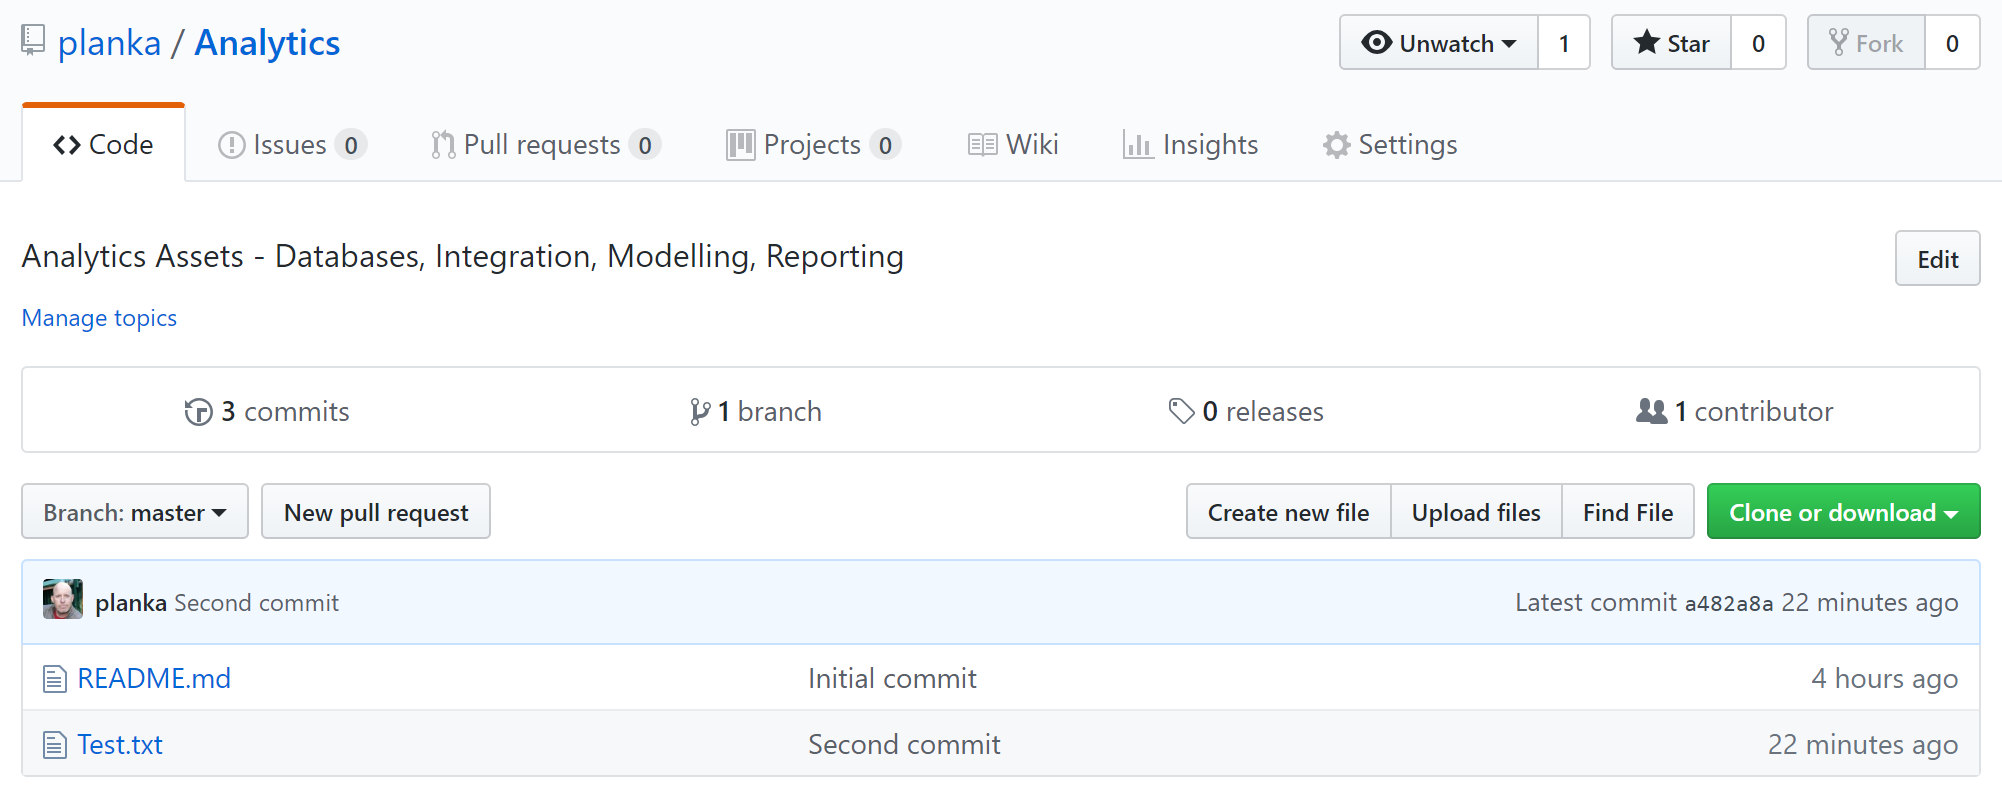 planka / Analytics Unwatch 1 Star 0 Fork 0
Code Issues 0 Pull requests 0 Projects 0 Wiki Insights Settings
Analytics Assets - Databases, Integration, Modelling, Reporting Edit
Manage topics
3 commits 1 branch 0 releases 1 contributor
Branch: master New pull request Create new file Upload files Find File Clone or download
planka Second commit Latest commit a482a8a 22 minutes ago
README.md Initial commit 4 hours ago
Test.txt Second commit 22 minutes ago